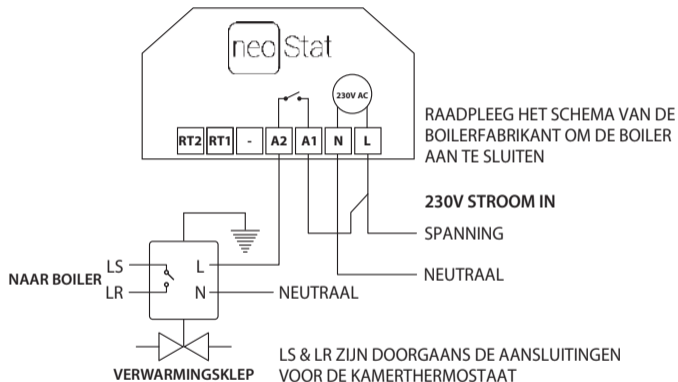 neoStat
230V AC
RT2 RT1 - A2 A1 N L
RAADPLEEG HET SCHEMA VAN DE
BOILERFABRIKANT OM DE BOILER
AAN TE SLUITEN
230V STROOM IN
SPANNING
NEUTRAAL
NAAR BOILER
LS
LR
L
N
NEUTRAAL
VERWARMINGSKLEP
LS & LR ZIJN DOORGAANS DE AANSLUITINGEN
VOOR DE KAMERTHERMOSTAAT